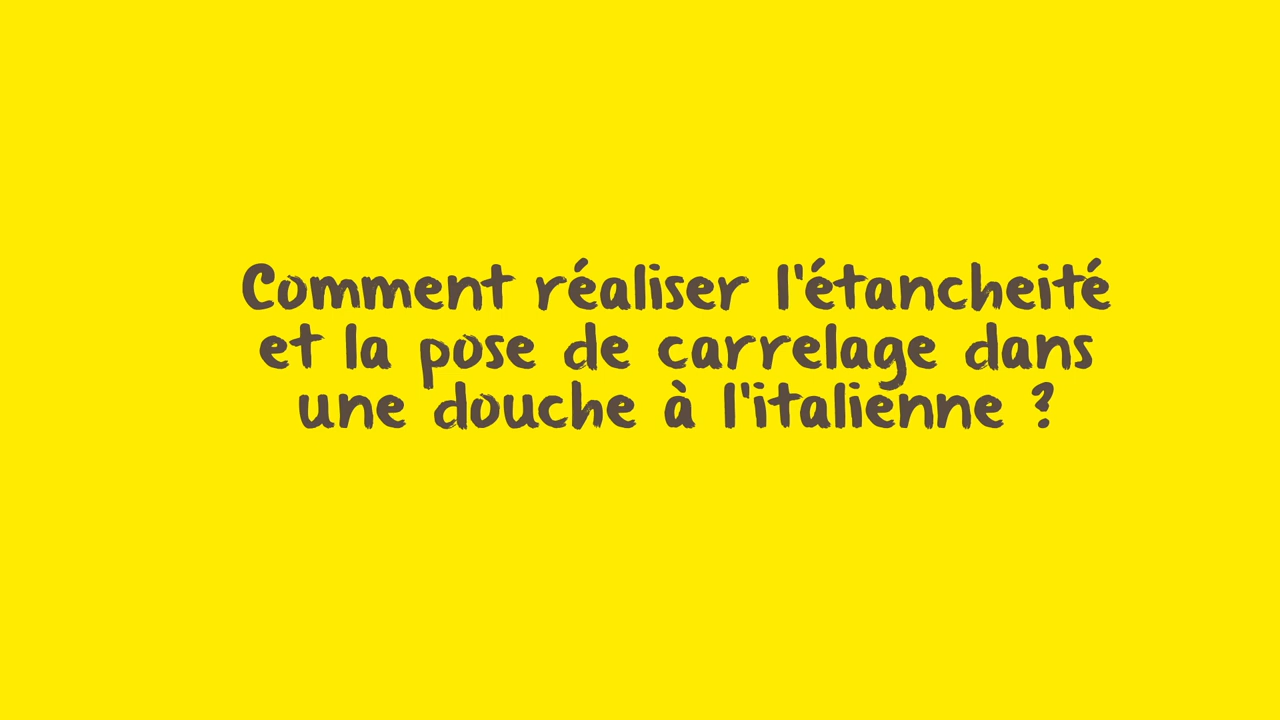 Comment réaliser l'étancheité
et la pose de carrelage dans
une douche à l'italienne ?